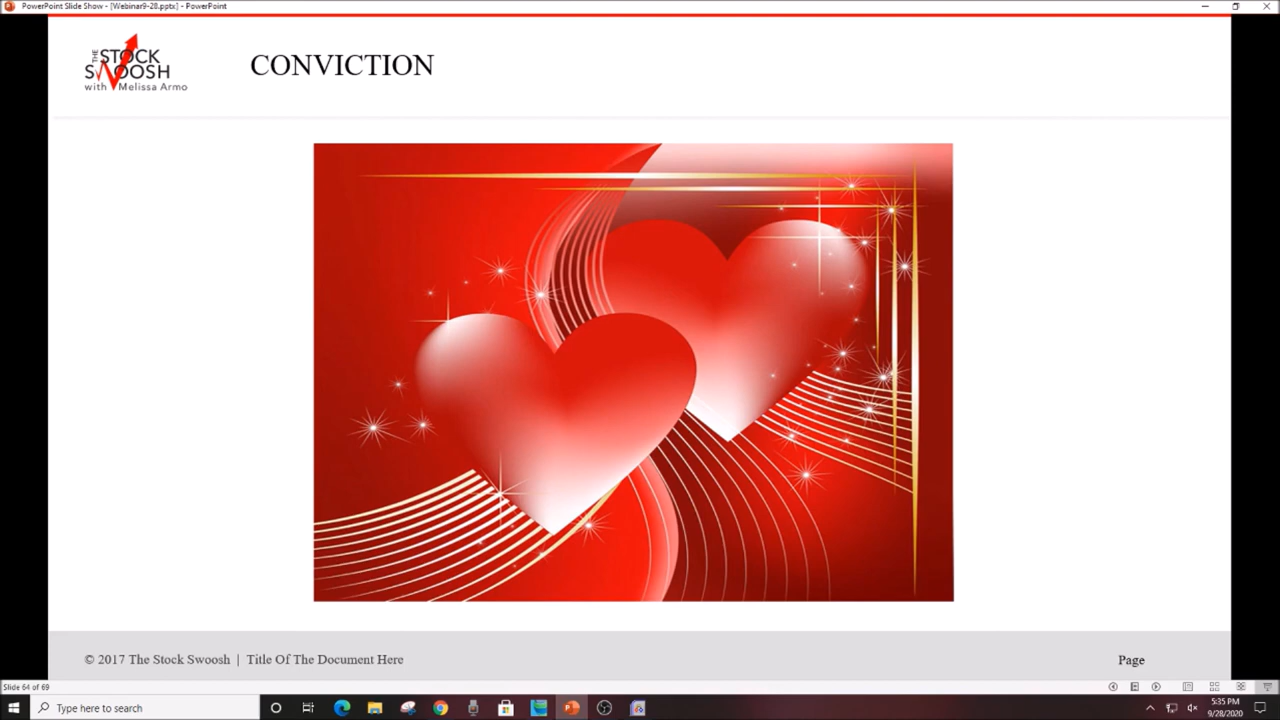 PowerPoint Slide Show - [Webinar9-28.pptx] - PowerPoint
THE STOCK SWOOSH
with Melissa Armo
CONVICTION
© 2017 The Stock Swoosh | Title Of The Document Here
Page
Slide 64 of 69
Type here to search
5:35 PM
9/28/2020